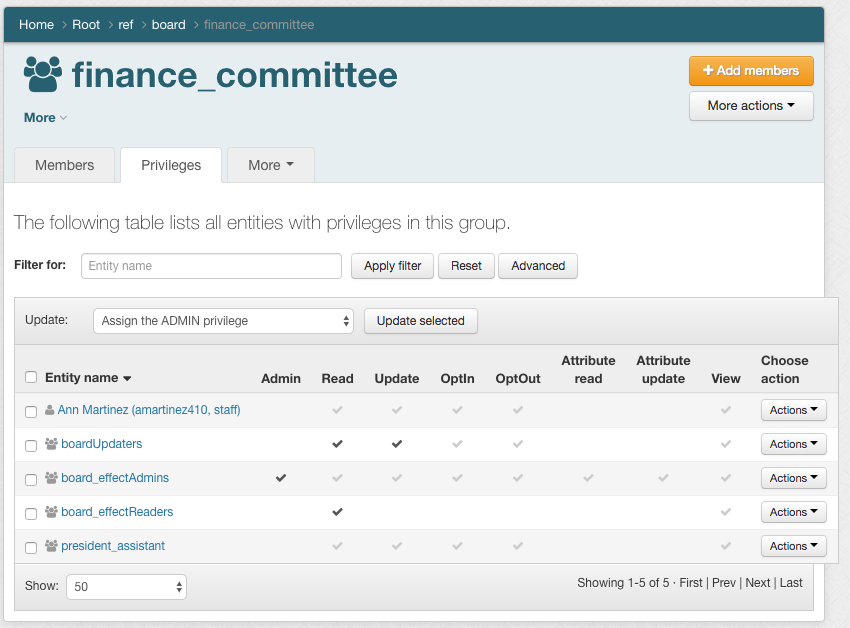 Home > Root > ref > board > finance_committee
finance_committee
+ Add members
More
More actions
Members Privileges More
The following table lists all entities with privileges in this group.
Filter for: Entity name Apply filter Reset Advanced
Update: Assign the ADMIN privilege Update selected
Entity name Admin Read Update OptIn OptOut Attribute read Attribute update View Choose action
Ann Martinez (amartinez410, staff) ✓ ✓ ✓ ✓ ✓ Actions
boardUpdaters ✓ ✓ ✓ ✓ ✓ Actions
board_effectAdmins ✓ ✓ ✓ ✓ ✓ ✓ ✓ ✓ Actions
board_effectReaders ✓ ✓ Actions
president_assistant ✓ ✓ ✓ ✓ ✓ Actions
Show: 50 Showing 1-5 of 5 · First | Prev | Next | Last